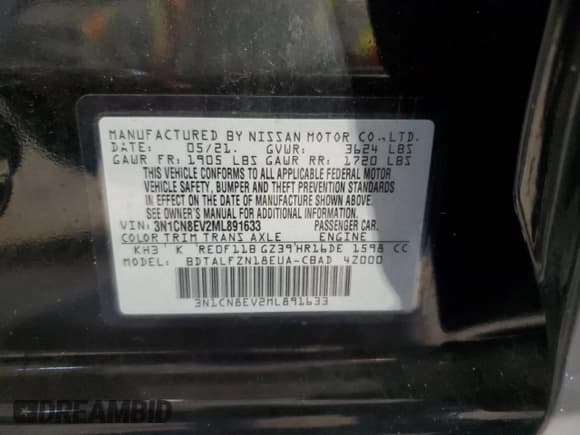 MANUFACTURED BY NISSAN MOTOR CO.,LTD.
DATE: 05/21. GVWR: 3624 LBS
GAWR FR: 1905 LBS GAWR RR: 1720 LBS
THIS VEHICLE CONFORMS TO ALL APPLICABLE FEDERAL MOTOR
VEHICLE SAFETY, BUMPER AND THEFT PREVENTION STANDARDS
IN EFFECT ON THE DATE OF MANUFACTURE SHOWN ABOVE.
SEE OWNER'S MANUAL FOR ADDITIONAL INFORMATION.
VIN: 3N1CN8EV2ML891633 PASSENGER CAR.
COLOR TRIM TRANS AXLE ENGINE
KH3 K RE0F11B GZ39 HR16DE 1598 CC
MODEL: BDTALFZN18EUA-CBAD 4Z000
3N1CN8EV2ML891633
DREAMBID